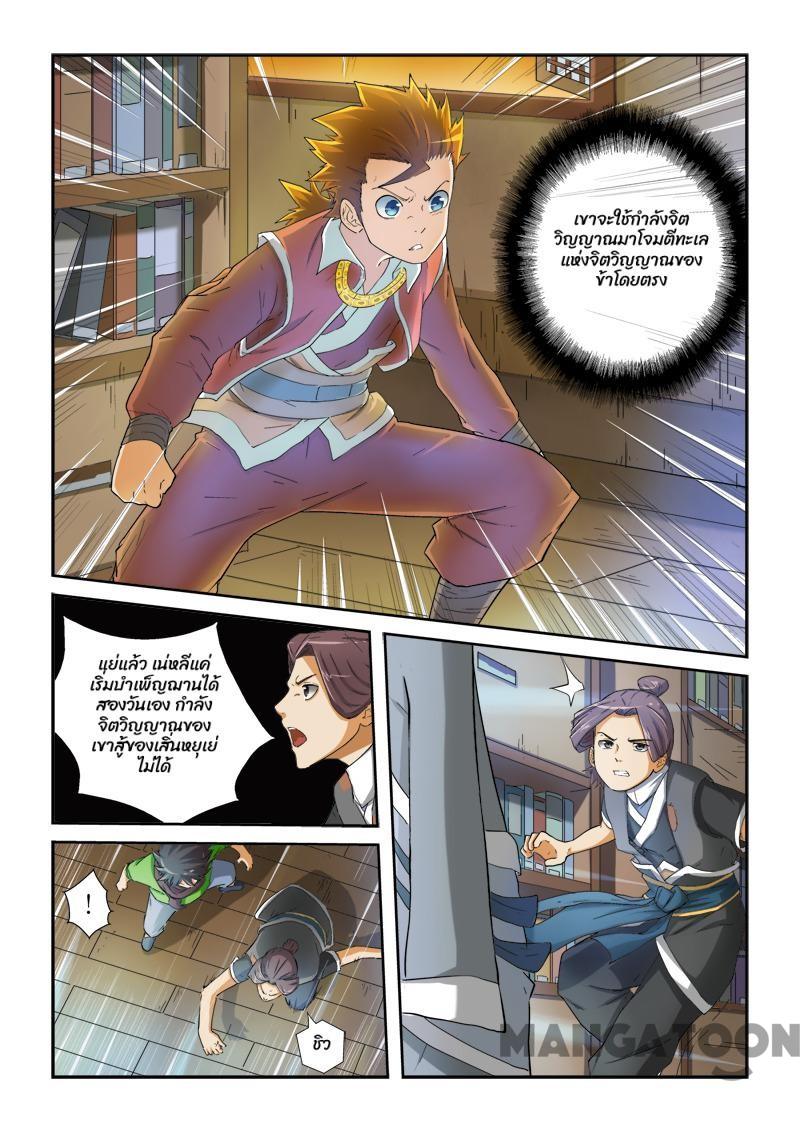 เขาจะใช้กำลังจิต
วิญญาณมาโจมตีทะเล
แห่งจิตวิญญาณของ
ข้าโดยตรง
แย่แล้ว เน่หลีแค่
เริ่มบำเพ็ญฌานได้
สองวันเอง กำลัง
จิตวิญญาณของ
เขาสู้ของเสิ่นหยุเย่
ไม่ได้
!
ชิว
MANGATOON